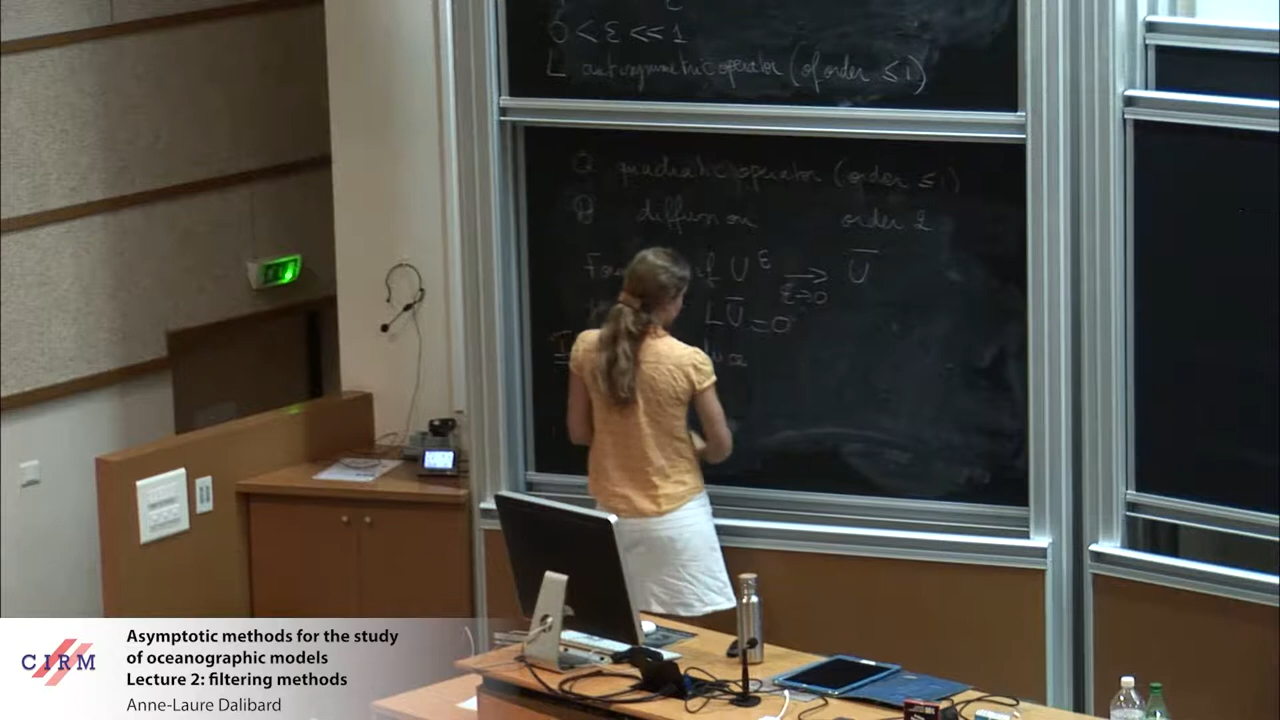 0 < ε << 1
L antisymmetric operator (of order ≤ 1)
Q quadratic operator (order ≤ 1)
diffusion order 2
if U^ε → Ū
ε→0
LŪ = 0
CIRM
Asymptotic methods for the study
of oceanographic models
Lecture 2: filtering methods
Anne-Laure Dalibard